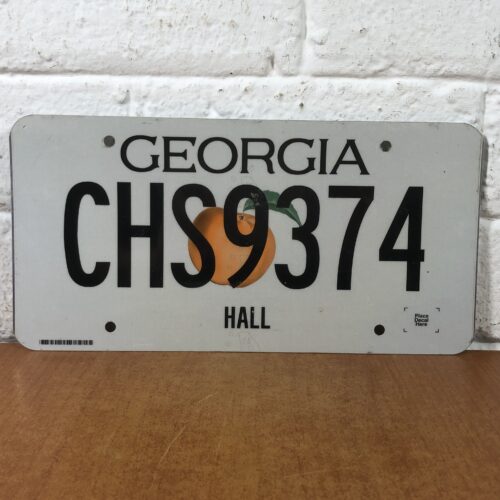 GEORGIA
CHS9374
HALL
Place
Decal
Here